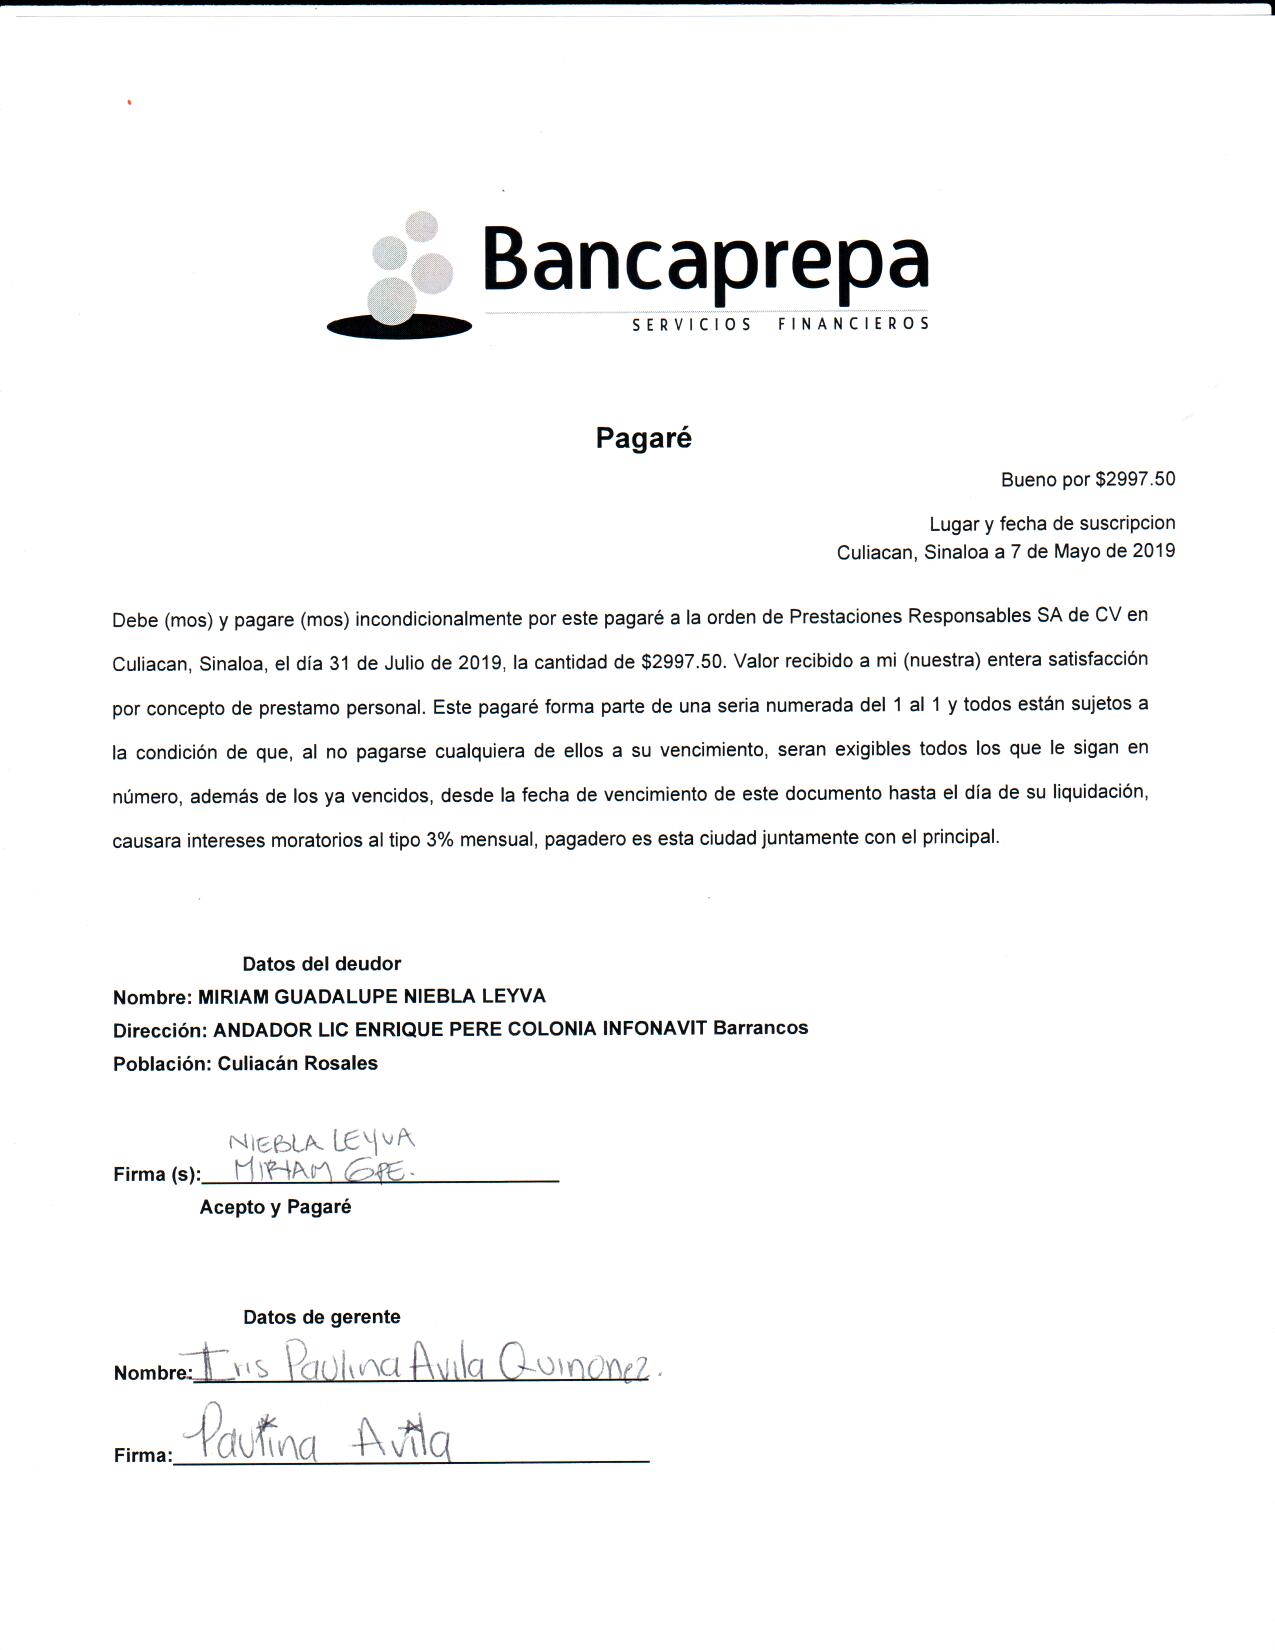 Bancaprepa
SERVICIOS FINANCIEROS
Pagaré
Bueno por $2997.50
Lugar y fecha de suscripcion
Culiacan, Sinaloa a 7 de Mayo de 2019
Debe (mos) y pagare (mos) incondicionalmente por este pagaré a la orden de Prestaciones Responsables SA de CV en
Culiacan, Sinaloa, el día 31 de Julio de 2019, la cantidad de $2997.50. Valor recibido a mi (nuestra) entera satisfacción
por concepto de prestamo personal. Este pagaré forma parte de una seria numerada del 1 al 1 y todos están sujetos a
la condición de que, al no pagarse cualquiera de ellos a su vencimiento, seran exigibles todos los que le sigan en
número, además de los ya vencidos, desde la fecha de vencimiento de este documento hasta el día de su liquidación,
causara intereses moratorios al tipo 3% mensual, pagadero es esta ciudad juntamente con el principal.
Datos del deudor
Nombre: MIRIAM GUADALUPE NIEBLA LEYVA
Dirección: ANDADOR LIC ENRIQUE PERE COLONIA INFONAVIT Barrancos
Población: Culiacán Rosales
NIEBLA LEYVA
Firma (s): MIRIAM GPE.
Acepto y Pagaré
Datos de gerente
Nombre: Iris Paulina Avila Quinonez.
Firma: Paulina Avila